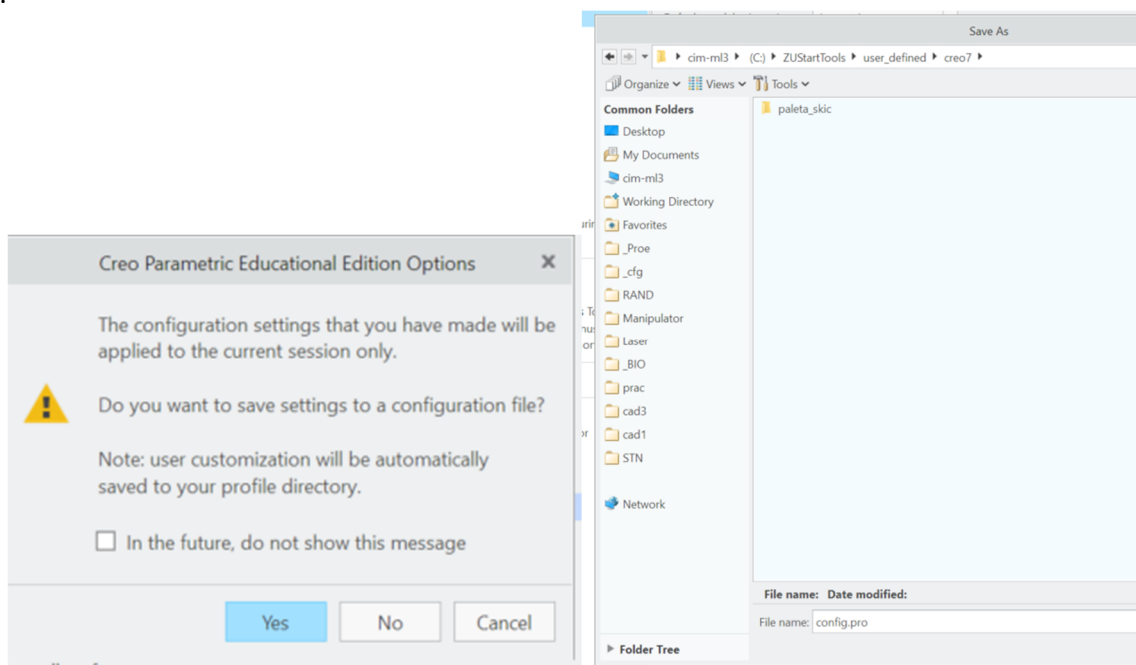 Creo Parametric Educational Edition Options
The configuration settings that you have made will be
applied to the current session only.
Do you want to save settings to a configuration file?
Note: user customization will be automatically
saved to your profile directory.
In the future, do not show this message
Yes No Cancel
Save As
cim-ml3 (C:) ZUStartTools user_defined creo7
Organize Views Tools
Common Folders
Desktop
My Documents
cim-ml3
Working Directory
Favorites
_Proe
_cfg
RAND
Manipulator
Laser
_BIO
prac
cad3
cad1
STN
Network
Folder Tree
paleta_skic
File name: Date modified:
File name: config.pro